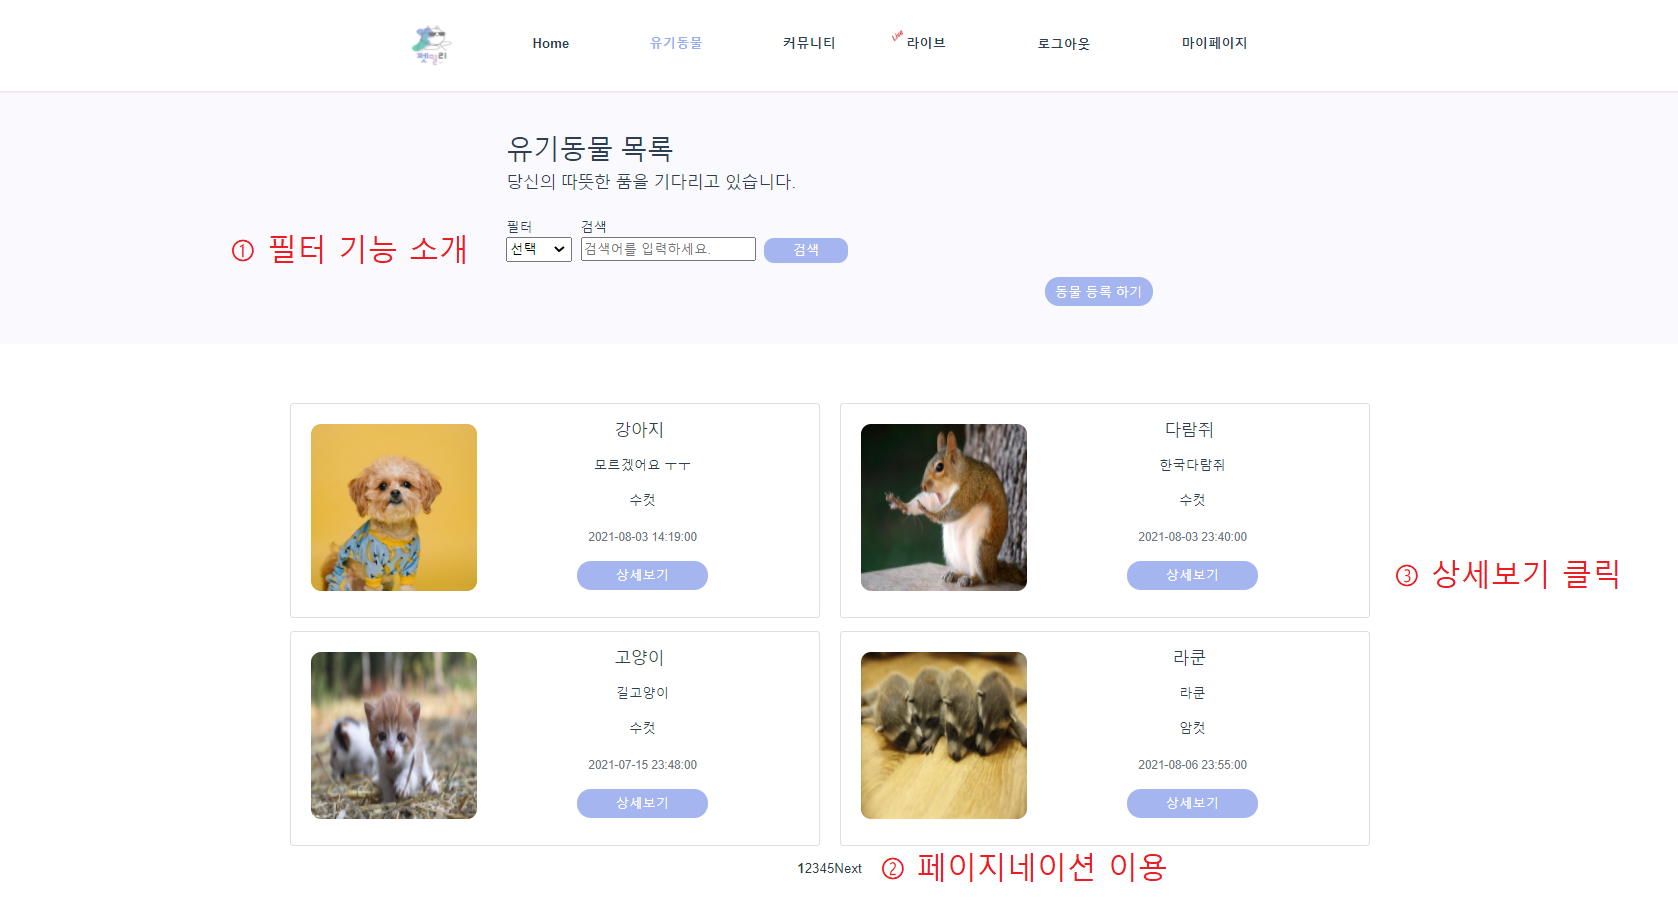 펫밀리
Home 유기동물 커뮤니티 Live 라이브 로그아웃 마이페이지
유기동물 목록
당신의 따뜻한 품을 기다리고 있습니다.
필터 검색
① 필터 기능 소개 선택 검색어를 입력하세요. 검색
동물 등록 하기
강아지
모르겠어요 ㅜㅜ
수컷
2021-08-03 14:19:00
상세보기
다람쥐
한국다람쥐
수컷
2021-08-03 23:40:00
상세보기
③ 상세보기 클릭
고양이
길고양이
수컷
2021-07-15 23:48:00
상세보기
라쿤
라쿤
암컷
2021-08-06 23:55:00
상세보기
12345Next ② 페이지네이션 이용